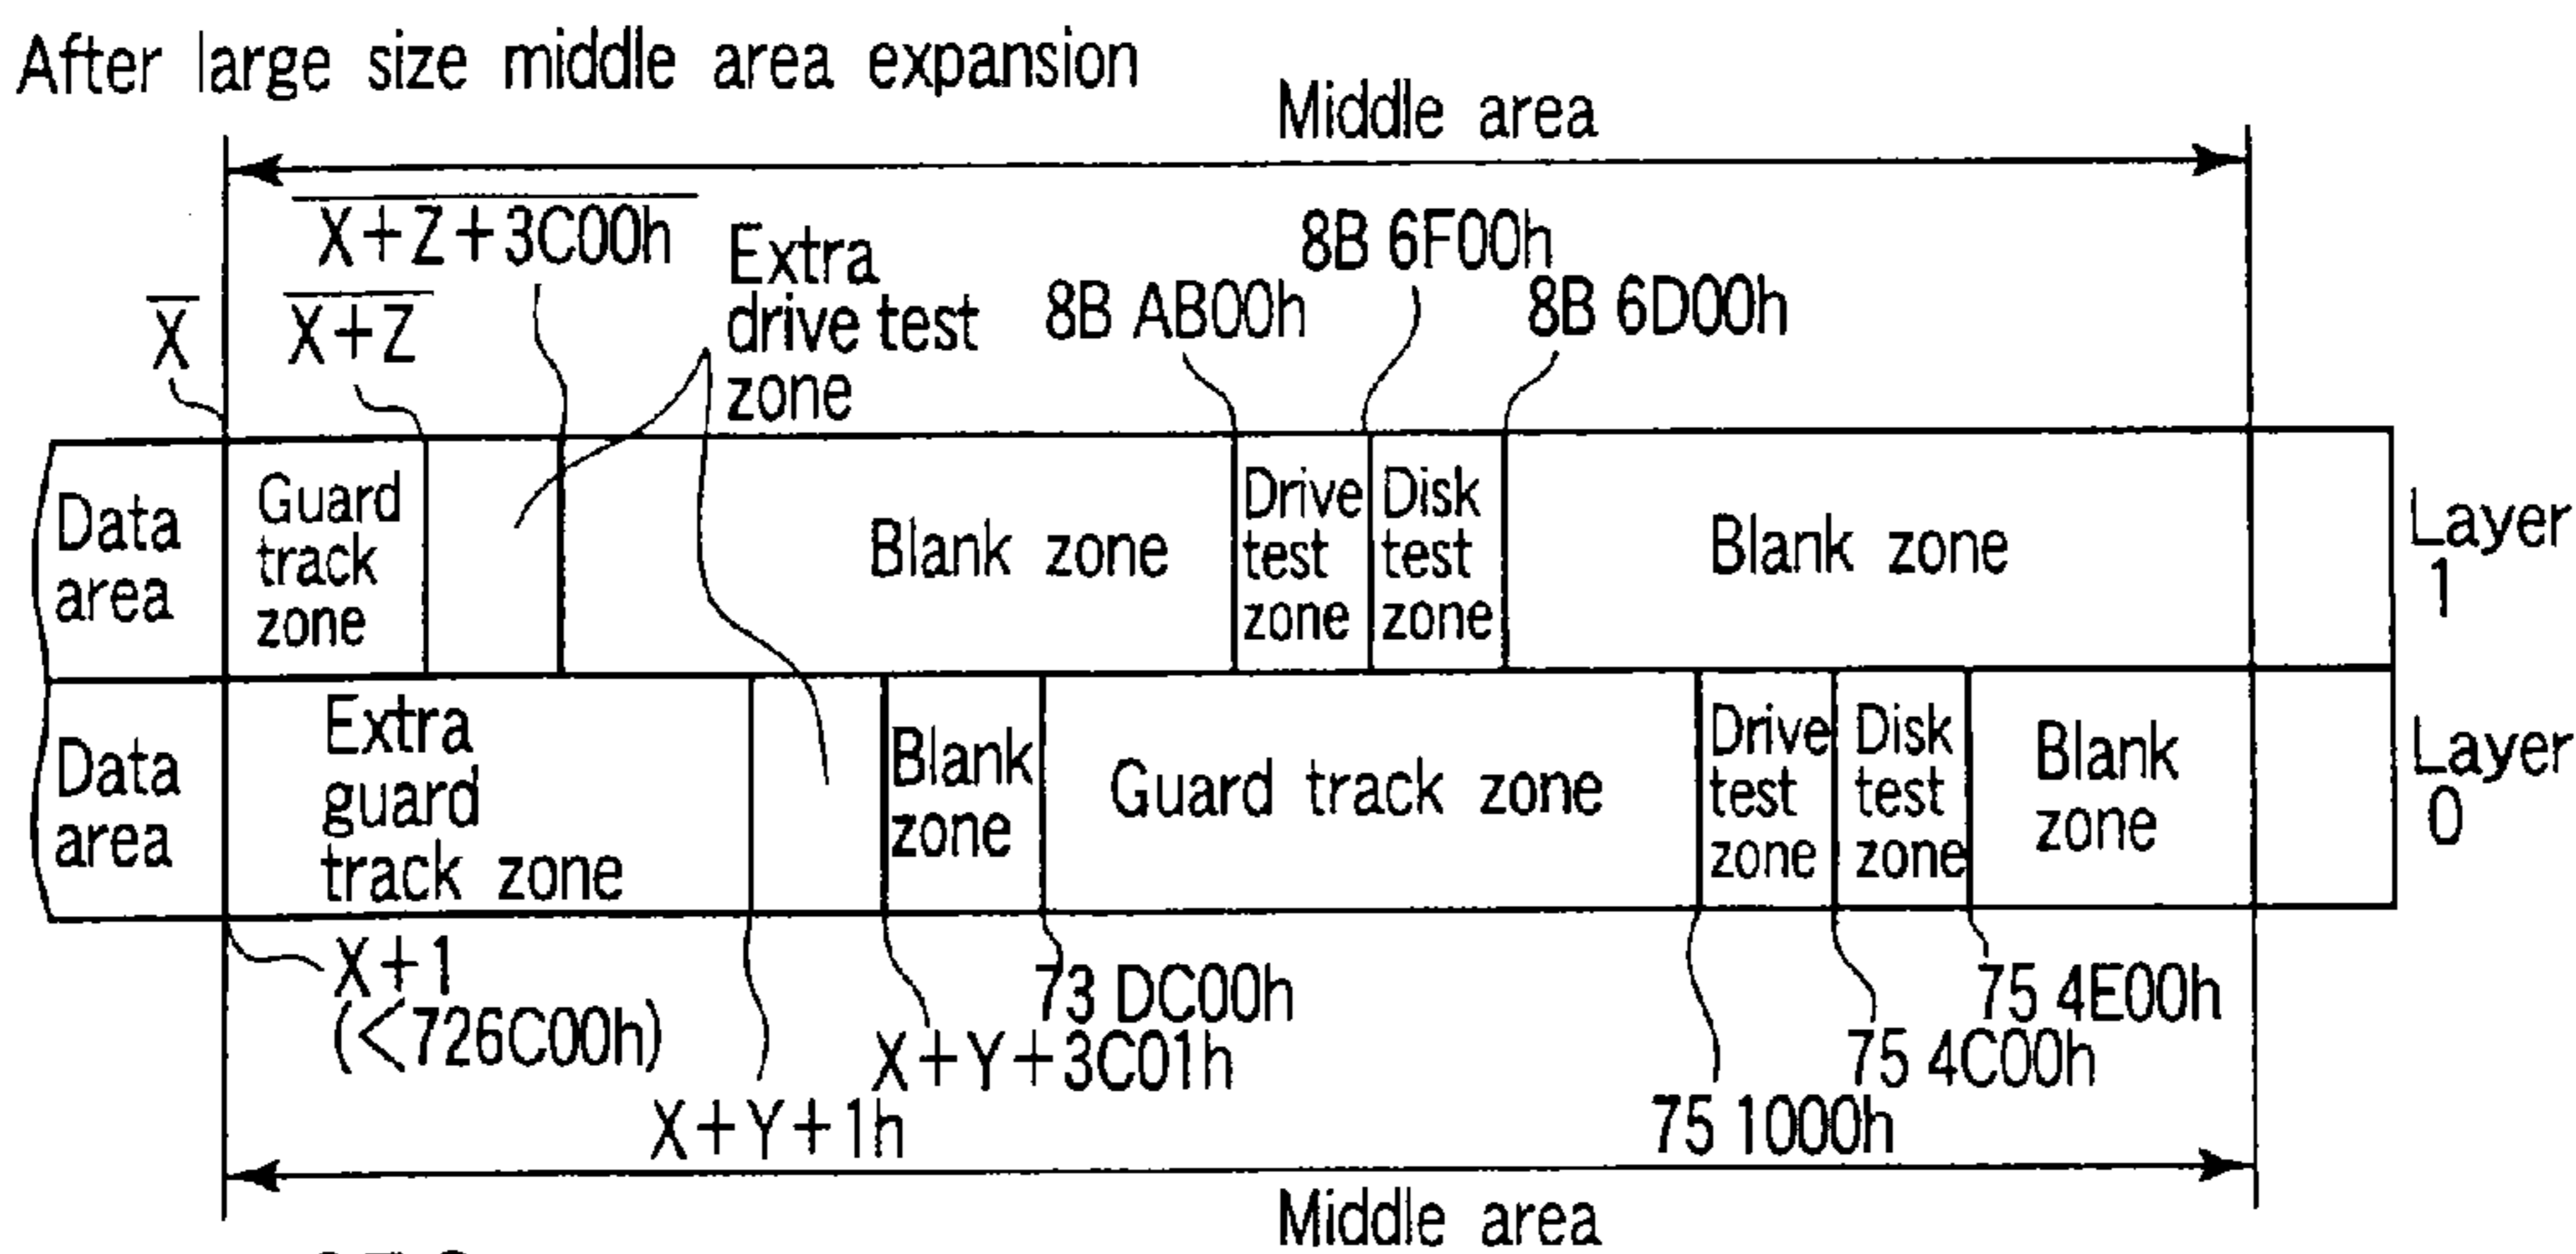 After large size middle area expansion
Middle area
X+Z+3C00h
Extra
drive test
zone
8B 6F00h
8B AB00h
8B 6D00h
X
X+Z
Data
area
Guard
track
zone
Blank zone
Drive
test
zone
Disk
test
zone
Blank zone
Layer
1
Data
area
Extra
guard
track zone
Blank
zone
Guard track zone
Drive
test
zone
Disk
test
zone
Blank
zone
Layer
0
X+1
(<726C00h)
X+Y+1h
X+Y+3C01h
73 DC00h
75 1000h
75 4C00h
75 4E00h
Middle area